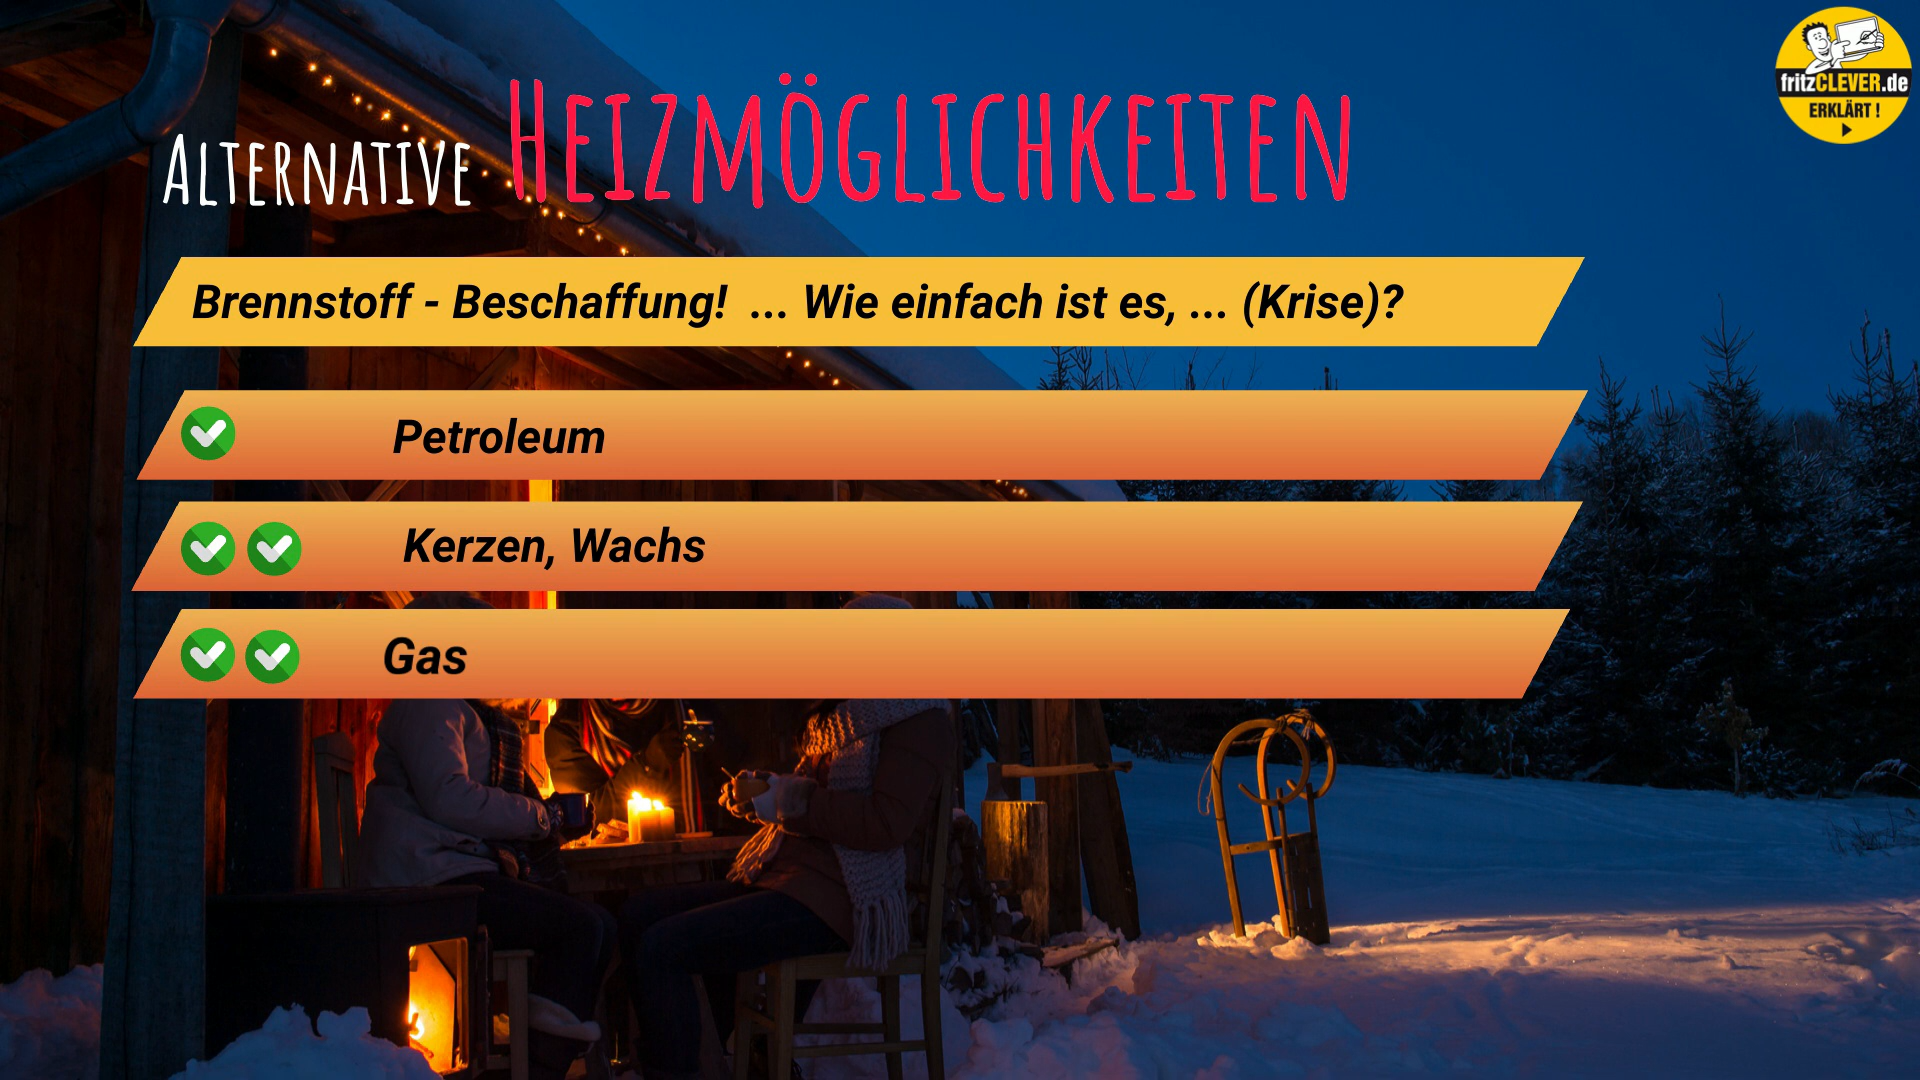 Alternative Heizmöglichkeiten
Brennstoff - Beschaffung! ... Wie einfach ist es, ... (Krise)?
Petroleum
Kerzen, Wachs
Gas
fritzCLEVER.de
ERKLÄRT !